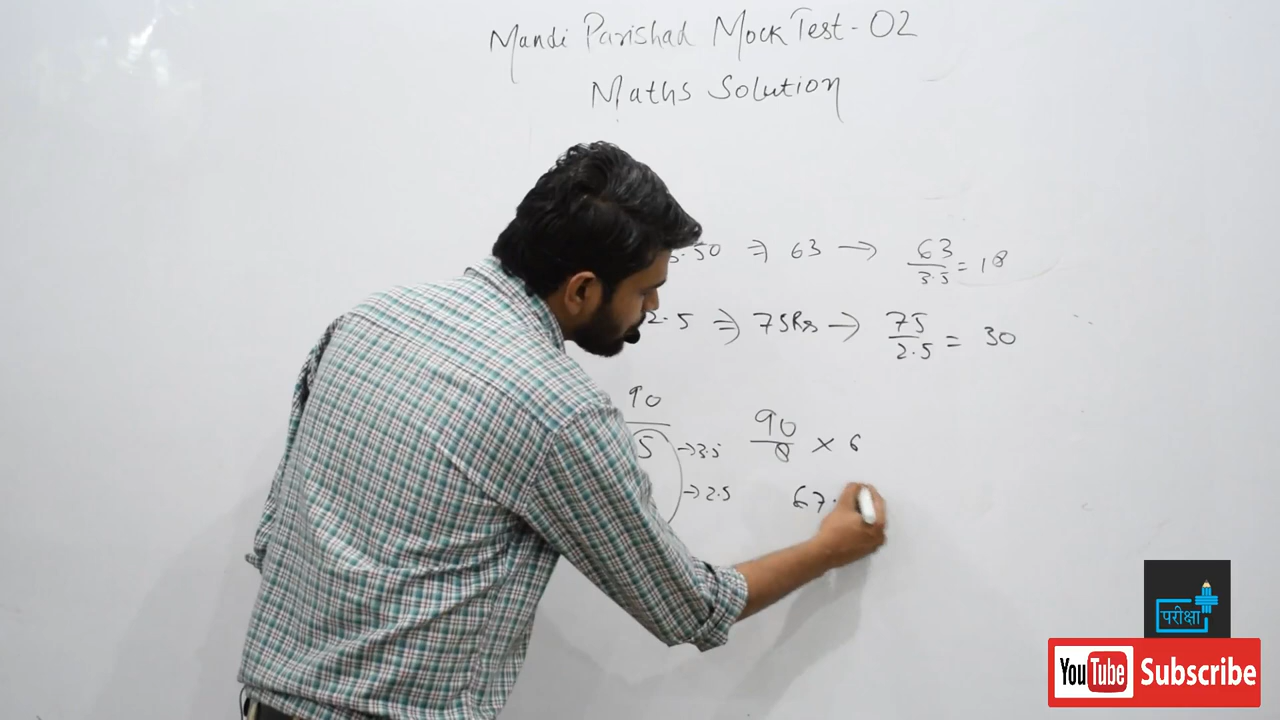 Mandi Parishad Mock Test - 02
Maths Solution
.50 ⇒ 63 → 63/3.5 = 18
2.5 ⇒ 75Rs → 75/2.5 = 30
90
5 → 3.5
→ 2.5
90/8 × 6
67.
परीक्षा
YouTube Subscribe